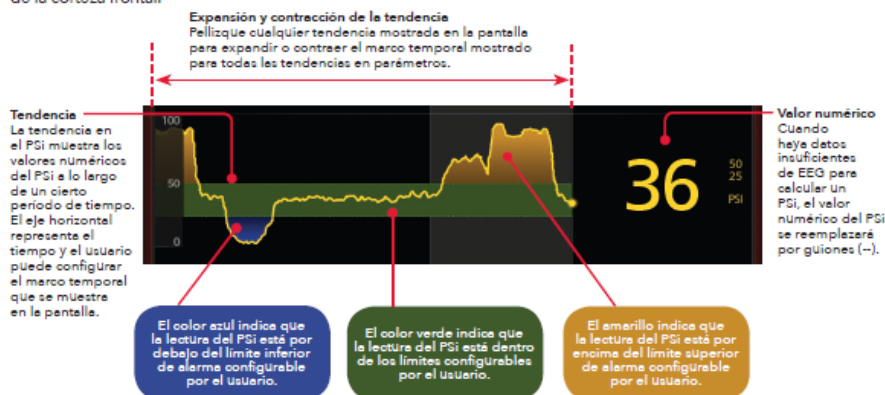 de la corteza frontal.
Expansión y contracción de la tendencia
Pellizque cualquier tendencia mostrada en la pantalla
para expandir o contraer el marco temporal mostrado
para todas las tendencias en parámetros.
Tendencia
La tendencia en
el PSi muestra los
valores numéricos
del PSi a lo largo
de un cierto
período de tiempo.
El eje horizontal
representa el
tiempo y el usuario
puede configurar
el marco temporal
que se muestra
en la pantalla.
100
50
0
36
50
25
PSi
Valor numérico
Cuando
haya datos
insuficientes
de EEG para
calcular un
PSi, el valor
numérico del PSi
se reemplazará
por guiones (--).
El color azul indica que
la lectura del PSi está por
debajo del límite inferior
de alarma configurable
por el usuario.
El color verde indica que
la lectura del PSi está dentro
de los límites configurables
por el usuario.
El amarillo indica que
la lectura del PSi está por
encima del límite superior
de alarma configurable
por el usuario.